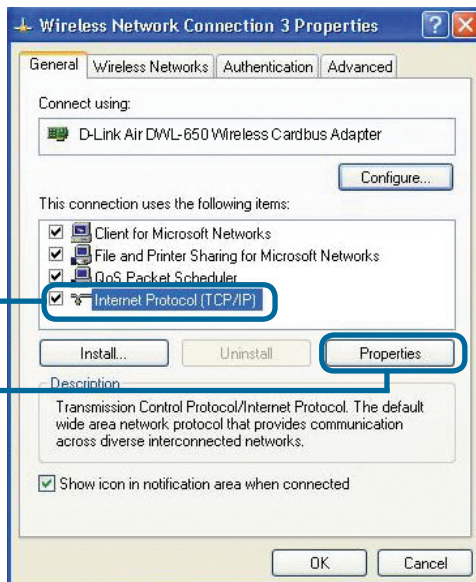 Wireless Network Connection 3 Properties
General Wireless Networks Authentication Advanced
Connect using:
D-Link Air DWL-650 Wireless Cardbus Adapter
Configure...
This connection uses the following items:
Client for Microsoft Networks
File and Printer Sharing for Microsoft Networks
QoS Packet Scheduler
Internet Protocol (TCP/IP)
Install... Uninstall Properties
Description
Transmission Control Protocol/Internet Protocol. The default
wide area network protocol that provides communication
across diverse interconnected networks.
Show icon in notification area when connected
OK Cancel